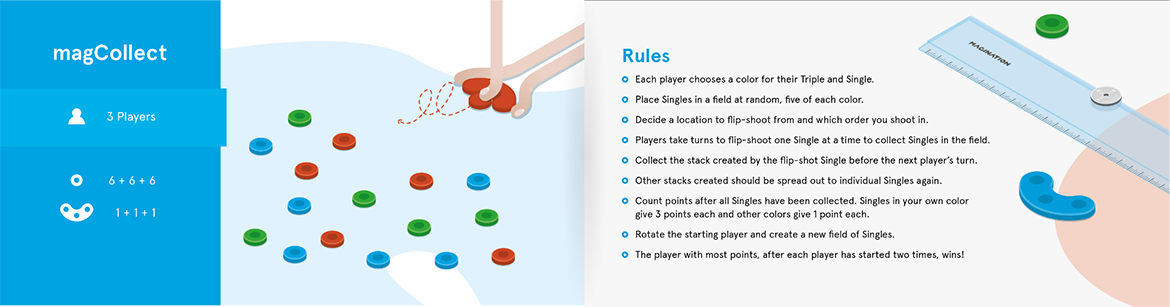 magCollect
3 Players
6 + 6 + 6
1 + 1 + 1
Rules
Each player chooses a color for their Triple and Single.
Place Singles in a field at random, five of each color.
Decide a location to flip-shoot from and which order you shoot in.
Players take turns to flip-shoot one Single at a time to collect Singles in the field.
Collect the stack created by the flip-shot Single before the next player's turn.
Other stacks created should be spread out to individual Singles again.
Count points after all Singles have been collected. Singles in your own color
give 3 points each and other colors give 1 point each.
Rotate the starting player and create a new field of Singles.
The player with most points, after each player has started two times, wins!
MAGINATION